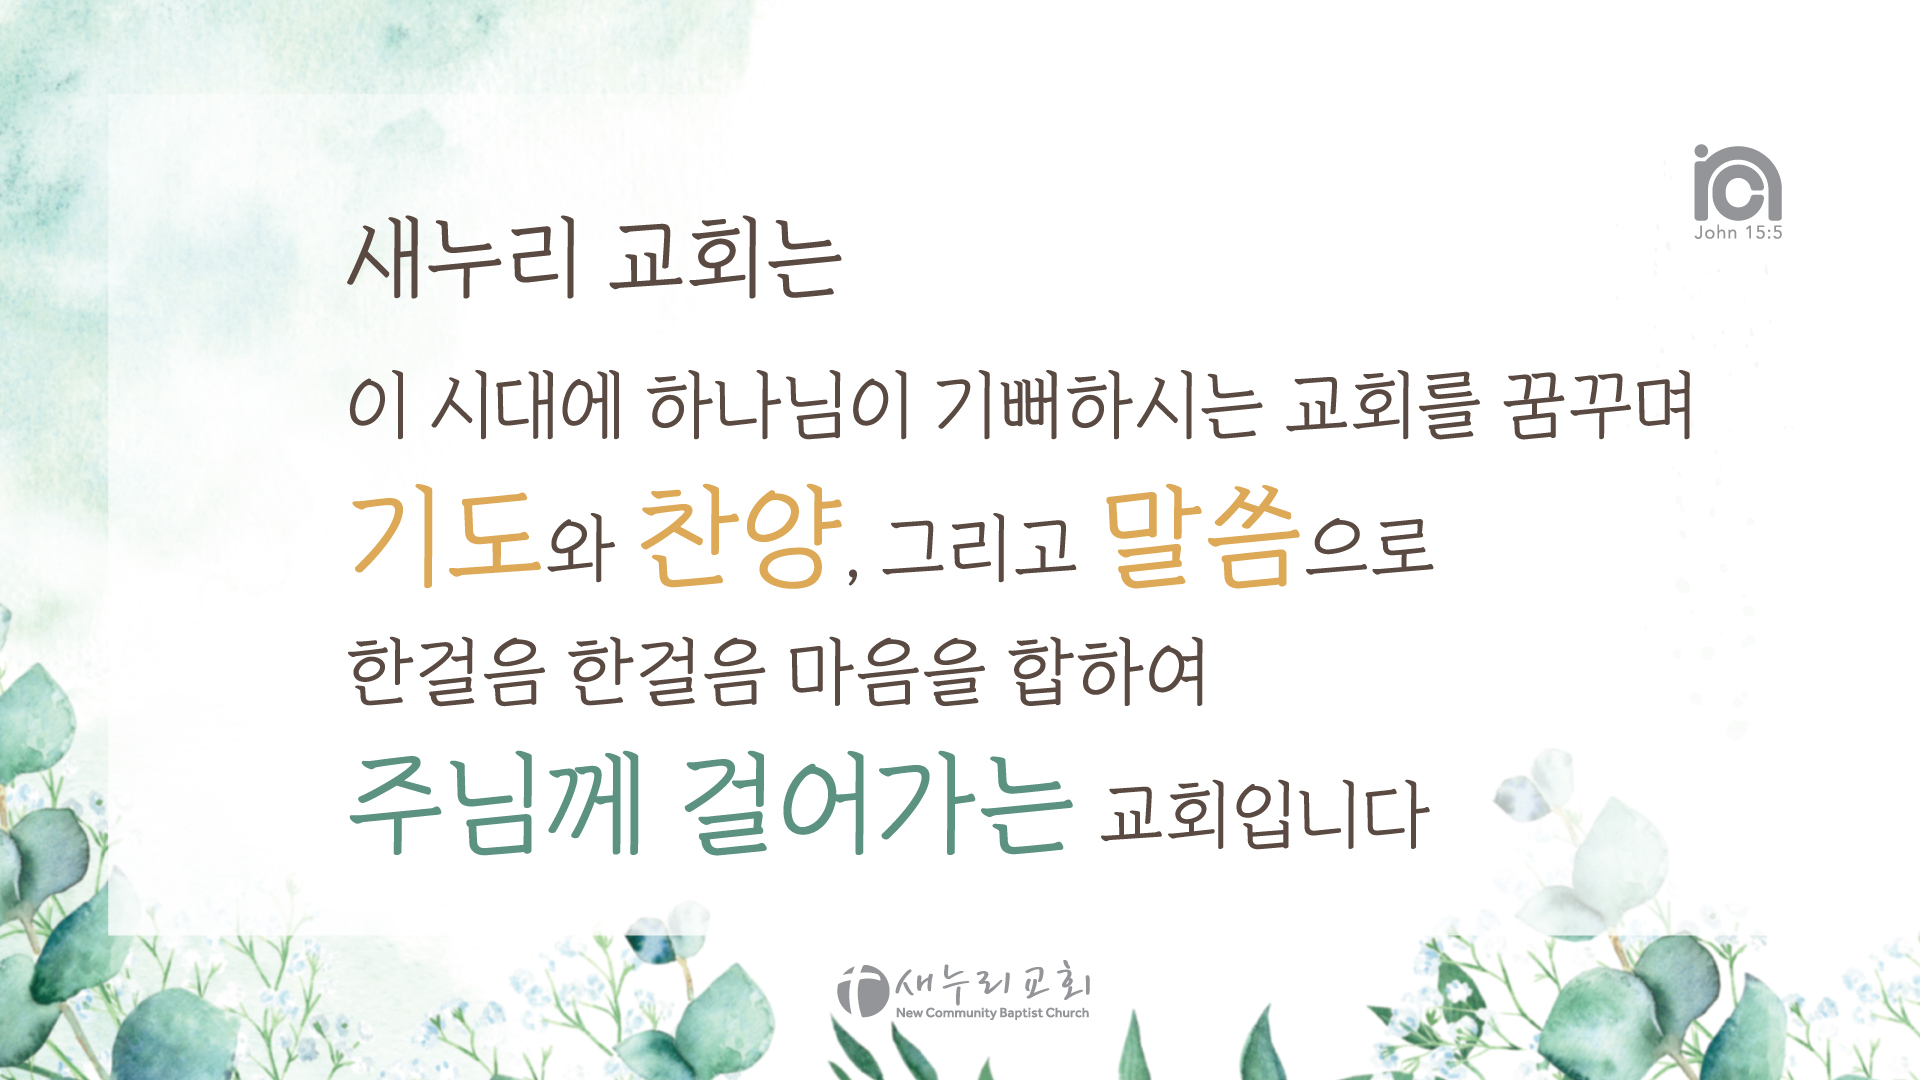 John 15:5
새누리 교회는
이 시대에 하나님이 기뻐하시는 교회를 꿈꾸며
기도와 찬양, 그리고 말씀으로
한걸음 한걸음 마음을 합하여
주님께 걸어가는 교회입니다
새누리교회
New Community Baptist Church